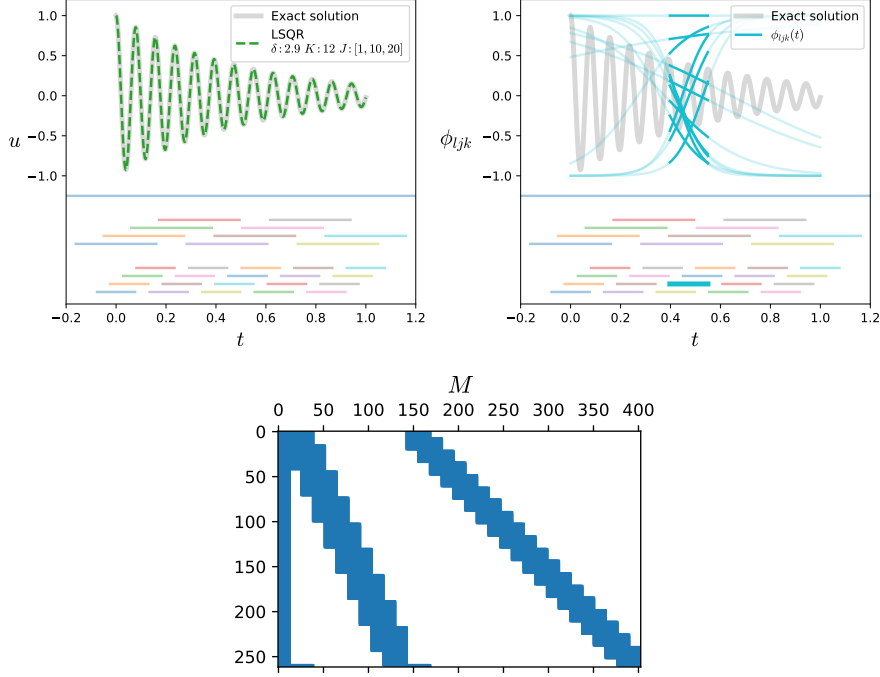 1.0
0.5
0.0
−0.5
−1.0
u
Exact solution
LSQR
δ : 2.9 K : 12 J : [1, 10, 20]
−0.2 0.0 0.2 0.4 0.6 0.8 1.0 1.2
t
1.0
0.5
0.0
−0.5
−1.0
ϕljk
Exact solution
ϕljk(t)
−0.2 0.0 0.2 0.4 0.6 0.8 1.0 1.2
t
M
0 50 100 150 200 250 300 350 400
0
50
100
150
200
250